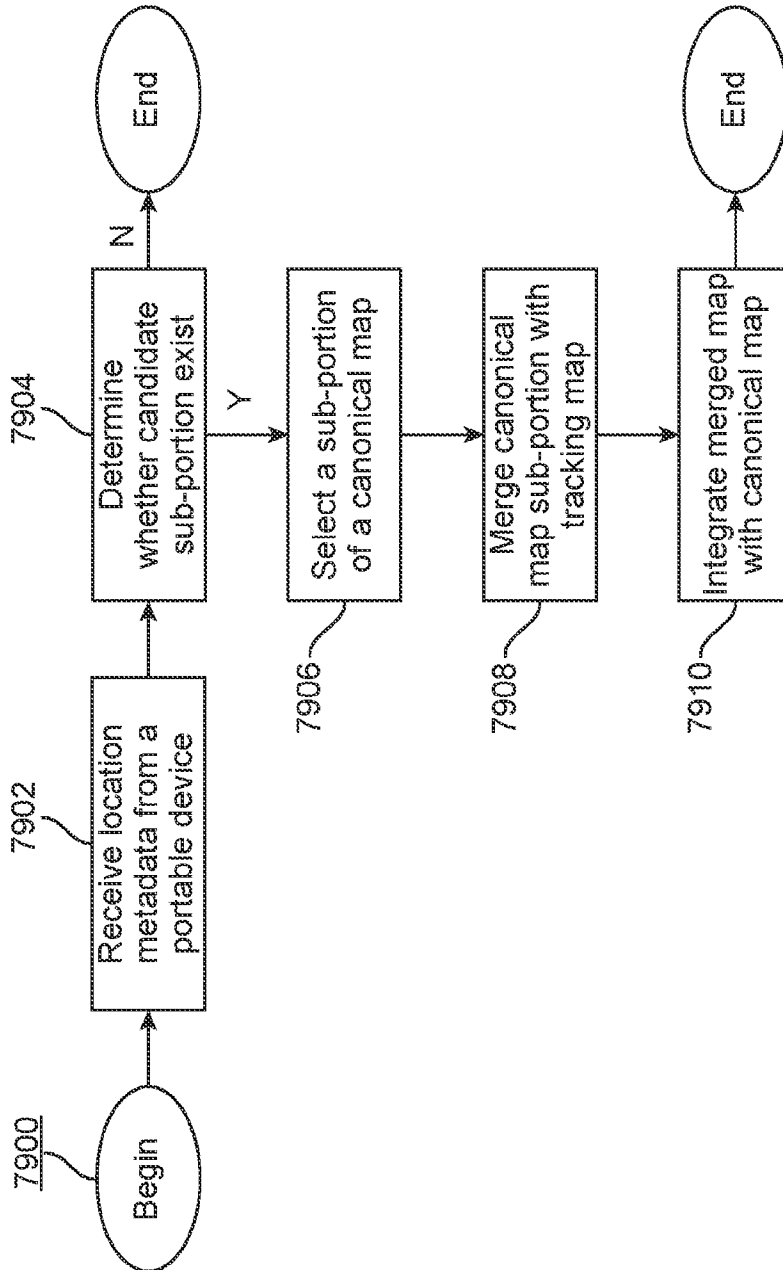 7900
Begin
7902
Receive location
metadata from a
portable device
7904
Determine
whether candidate
sub-portion exist
N
End
Y
7906
Select a sub-portion
of a canonical map
7908
Merge canonical
map sub-portion with
tracking map
7910
Integrate merged map
with canonical map
End